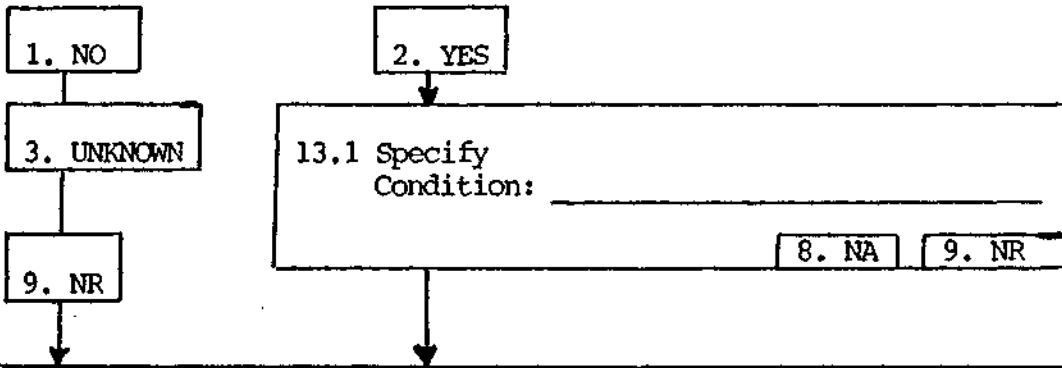 1. NO
2. YES
3. UNKNOWN
13.1 Specify
Condition:
8. NA
9. NR
9. NR